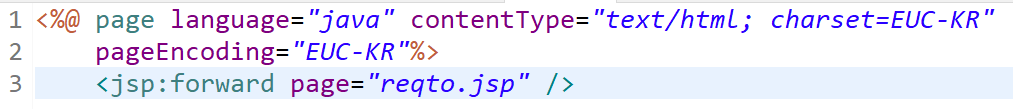 1 <%@ page language="java" contentType="text/html; charset=EUC-KR"
2     pageEncoding="EUC-KR"%>
3     <jsp:forward page="reqto.jsp" />